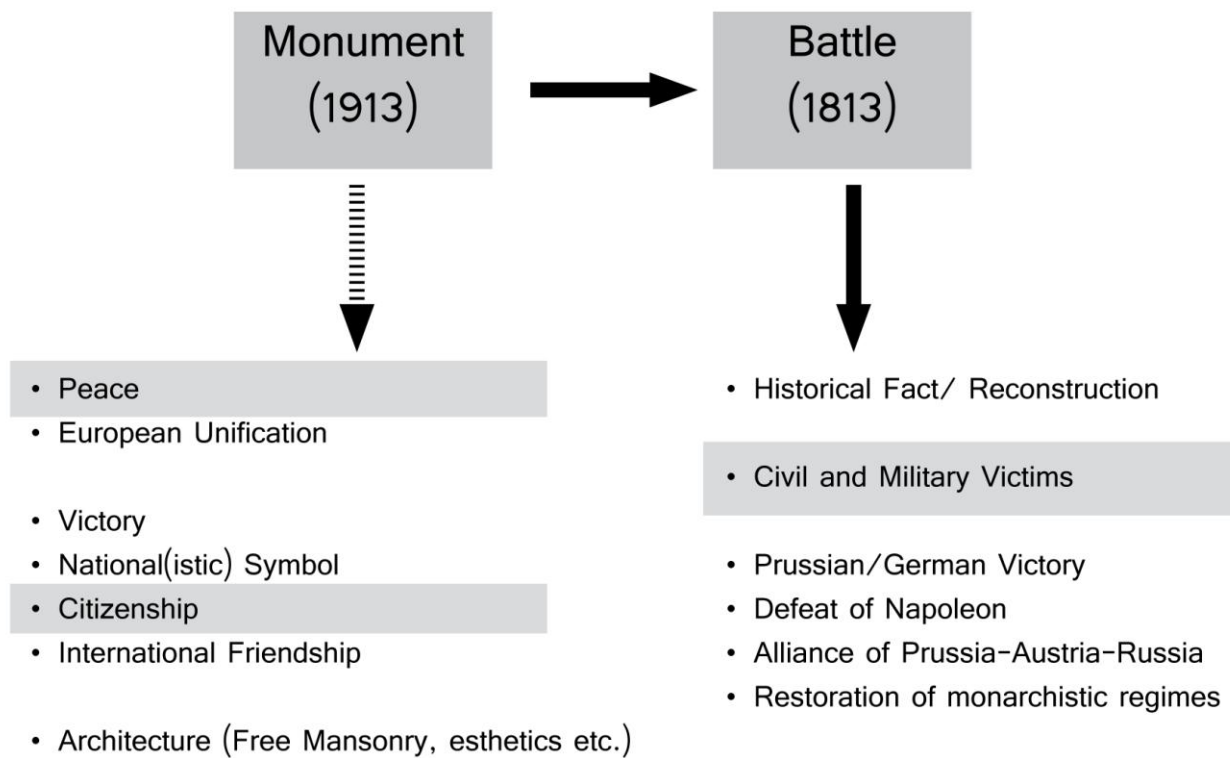 Monument
(1913)
Battle
(1813)
• Peace
• European Unification
• Victory
• National(istic) Symbol
• Citizenship
• International Friendship
• Architecture (Free Mansonry, esthetics etc.)
• Historical Fact/ Reconstruction
• Civil and Military Victims
• Prussian/German Victory
• Defeat of Napoleon
• Alliance of Prussia-Austria-Russia
• Restoration of monarchistic regimes